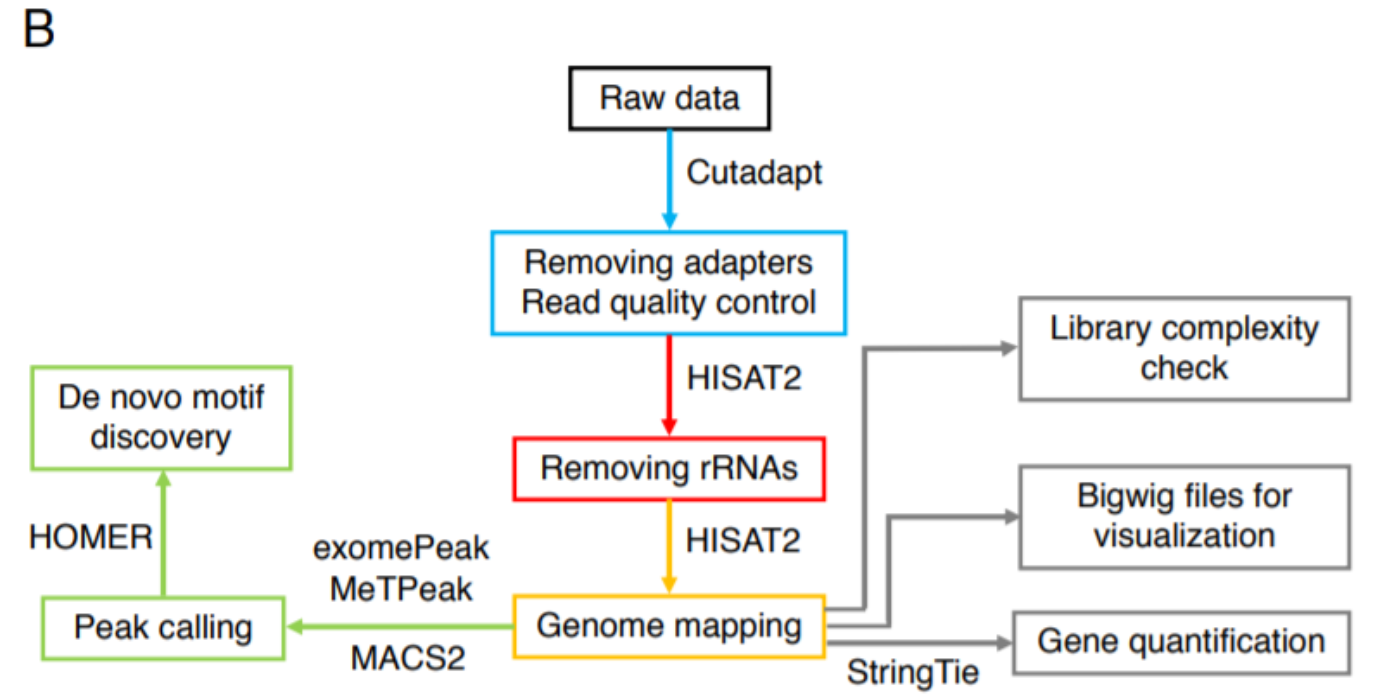 B
Raw data
Cutadapt
Removing adapters
Read quality control
HISAT2
Removing rRNAs
HISAT2
Genome mapping
Library complexity
check
Bigwig files for
visualization
StringTie
Gene quantification
exomePeak
MeTPeak
MACS2
Peak calling
HOMER
De novo motif
discovery